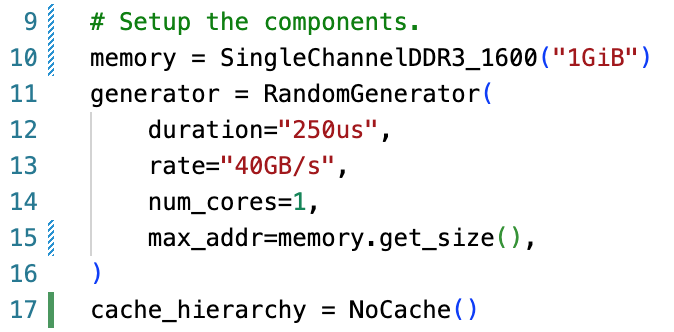 9 # Setup the components.
10 memory = SingleChannelDDR3_1600("1GiB")
11 generator = RandomGenerator(
12     duration="250us",
13     rate="40GB/s",
14     num_cores=1,
15     max_addr=memory.get_size(),
16 )
17 cache_hierarchy = NoCache()